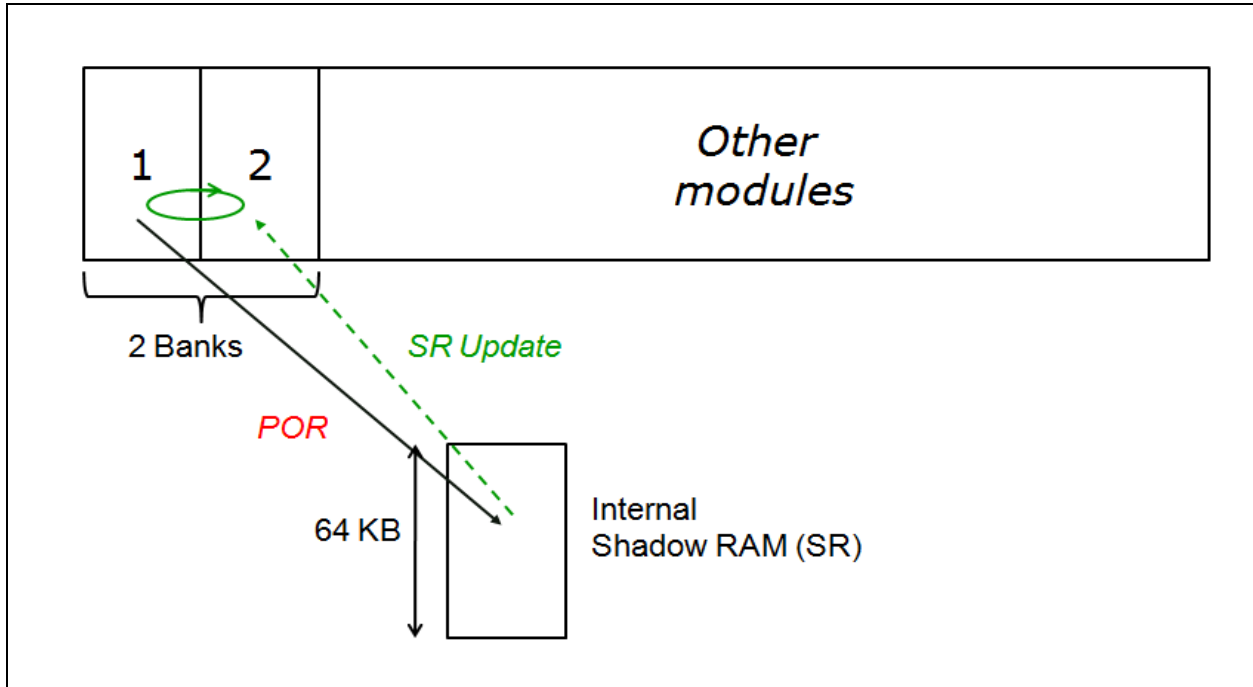 1
2
Other
modules
2 Banks
SR Update
POR
64 KB
Internal
Shadow RAM (SR)